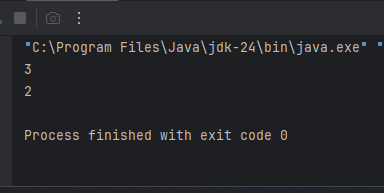 "C:\Program Files\Java\jdk-24\bin\java.exe" "
3
2
Process finished with exit code 0